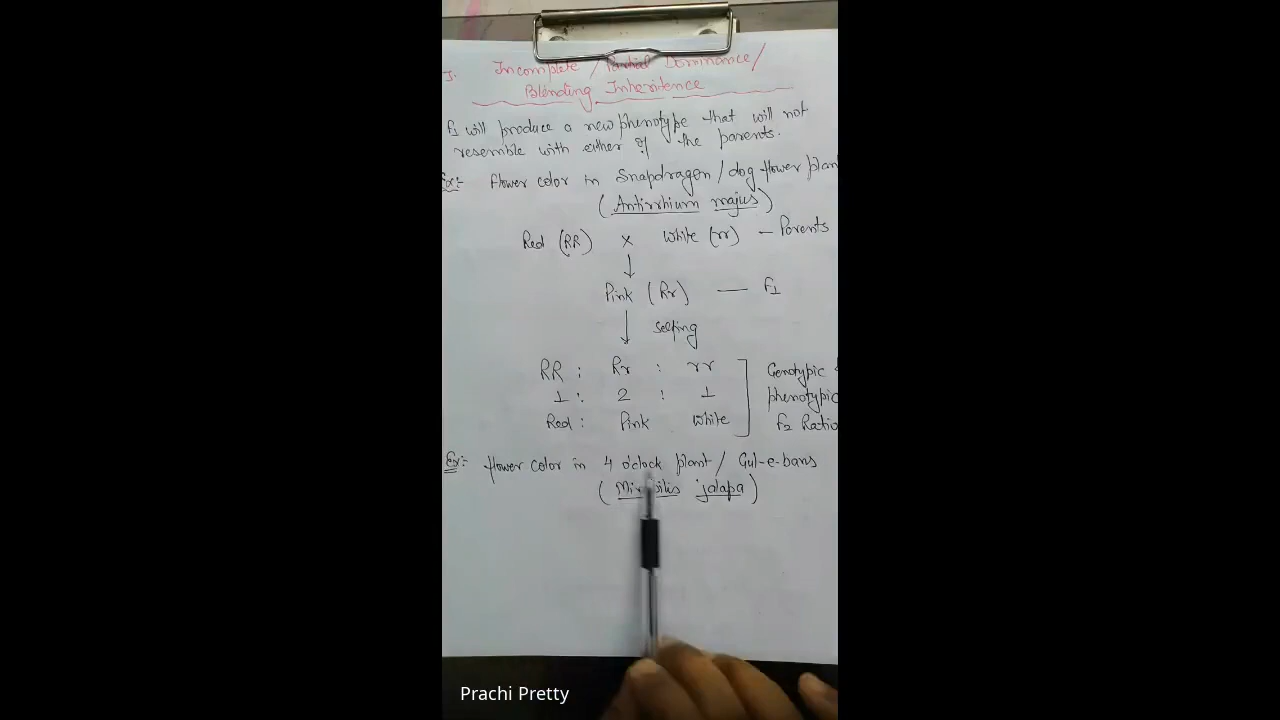 I. Incomplete / Partial Dominance /
Blending Inheritence
F1 will produce a new phenotype that will not
resemble with either of the parents.
Ex:- flower color in Snapdragon / dog flower plan
(Antirrhium majus)
Red (RR) x White (rr) - Parents
Pink (Rr) - F1
Selfing
RR : Rr : rr Genotypic
1 : 2 : 1 phenotypic
Red : Pink White F2 Ratio
Ex:- flower color in 4 o'clock plant / Gul-e-bans
(Mirabilis jalapa)
Prachi Pretty